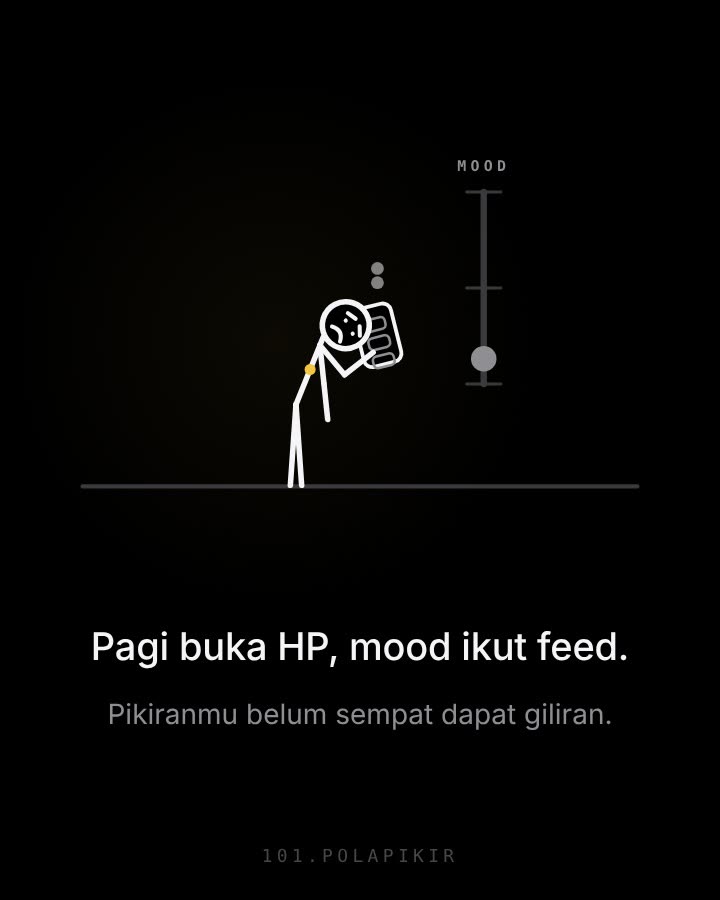 MOOD
Pagi buka HP, mood ikut feed.
Pikiranmu belum sempat dapat giliran.
101.POLAPIKIR